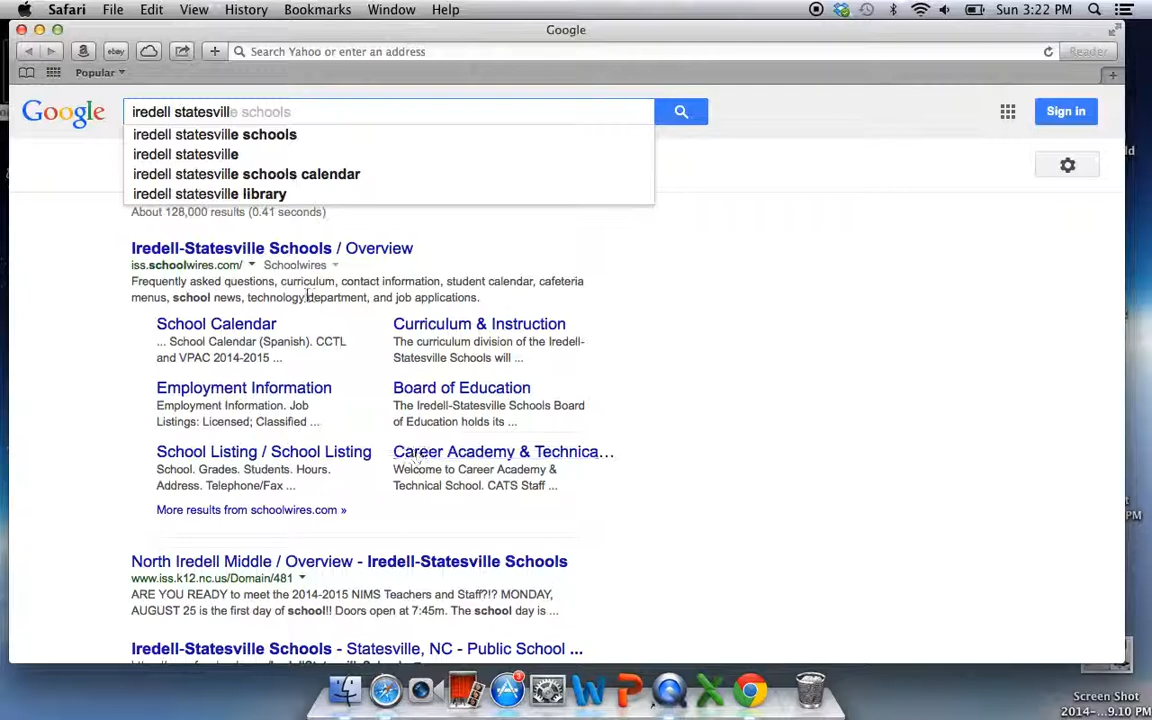 Safari File Edit View History Bookmarks Window Help Sun 3:22 PM
Google
ebay Search Yahoo or enter an address Reader
Popular
Google iredell statesville schools Sign in
iredell statesville schools
iredell statesville
iredell statesville schools calendar
iredell statesville library
About 128,000 results (0.41 seconds)
Iredell-Statesville Schools / Overview
iss.schoolwires.com/ Schoolwires
Frequently asked questions, curriculum, contact information, student calendar, cafeteria
menus, school news, technology department, and job applications.
School Calendar
... School Calendar (Spanish). CCTL
and VPAC 2014-2015 ...
Curriculum & Instruction
The curriculum division of the Iredell-
Statesville Schools will ...
Employment Information
Employment Information. Job
Listings: Licensed; Classified ...
Board of Education
The Iredell-Statesville Schools Board
of Education holds its ...
School Listing / School Listing
School. Grades. Students. Hours.
Address. Telephone/Fax ...
Career Academy & Technica...
Welcome to Career Academy &
Technical School. CATS Staff ...
More results from schoolwires.com »
North Iredell Middle / Overview - Iredell-Statesville Schools
www.iss.k12.nc.us/Domain/481
ARE YOU READY to meet the 2014-2015 NIMS Teachers and Staff?!? MONDAY,
AUGUST 25 is the first day of school!! Doors open at 7:45m. The school day is ...
Iredell-Statesville Schools - Statesville, NC - Public School ...
Screen Shot
2014-...9.10 PM